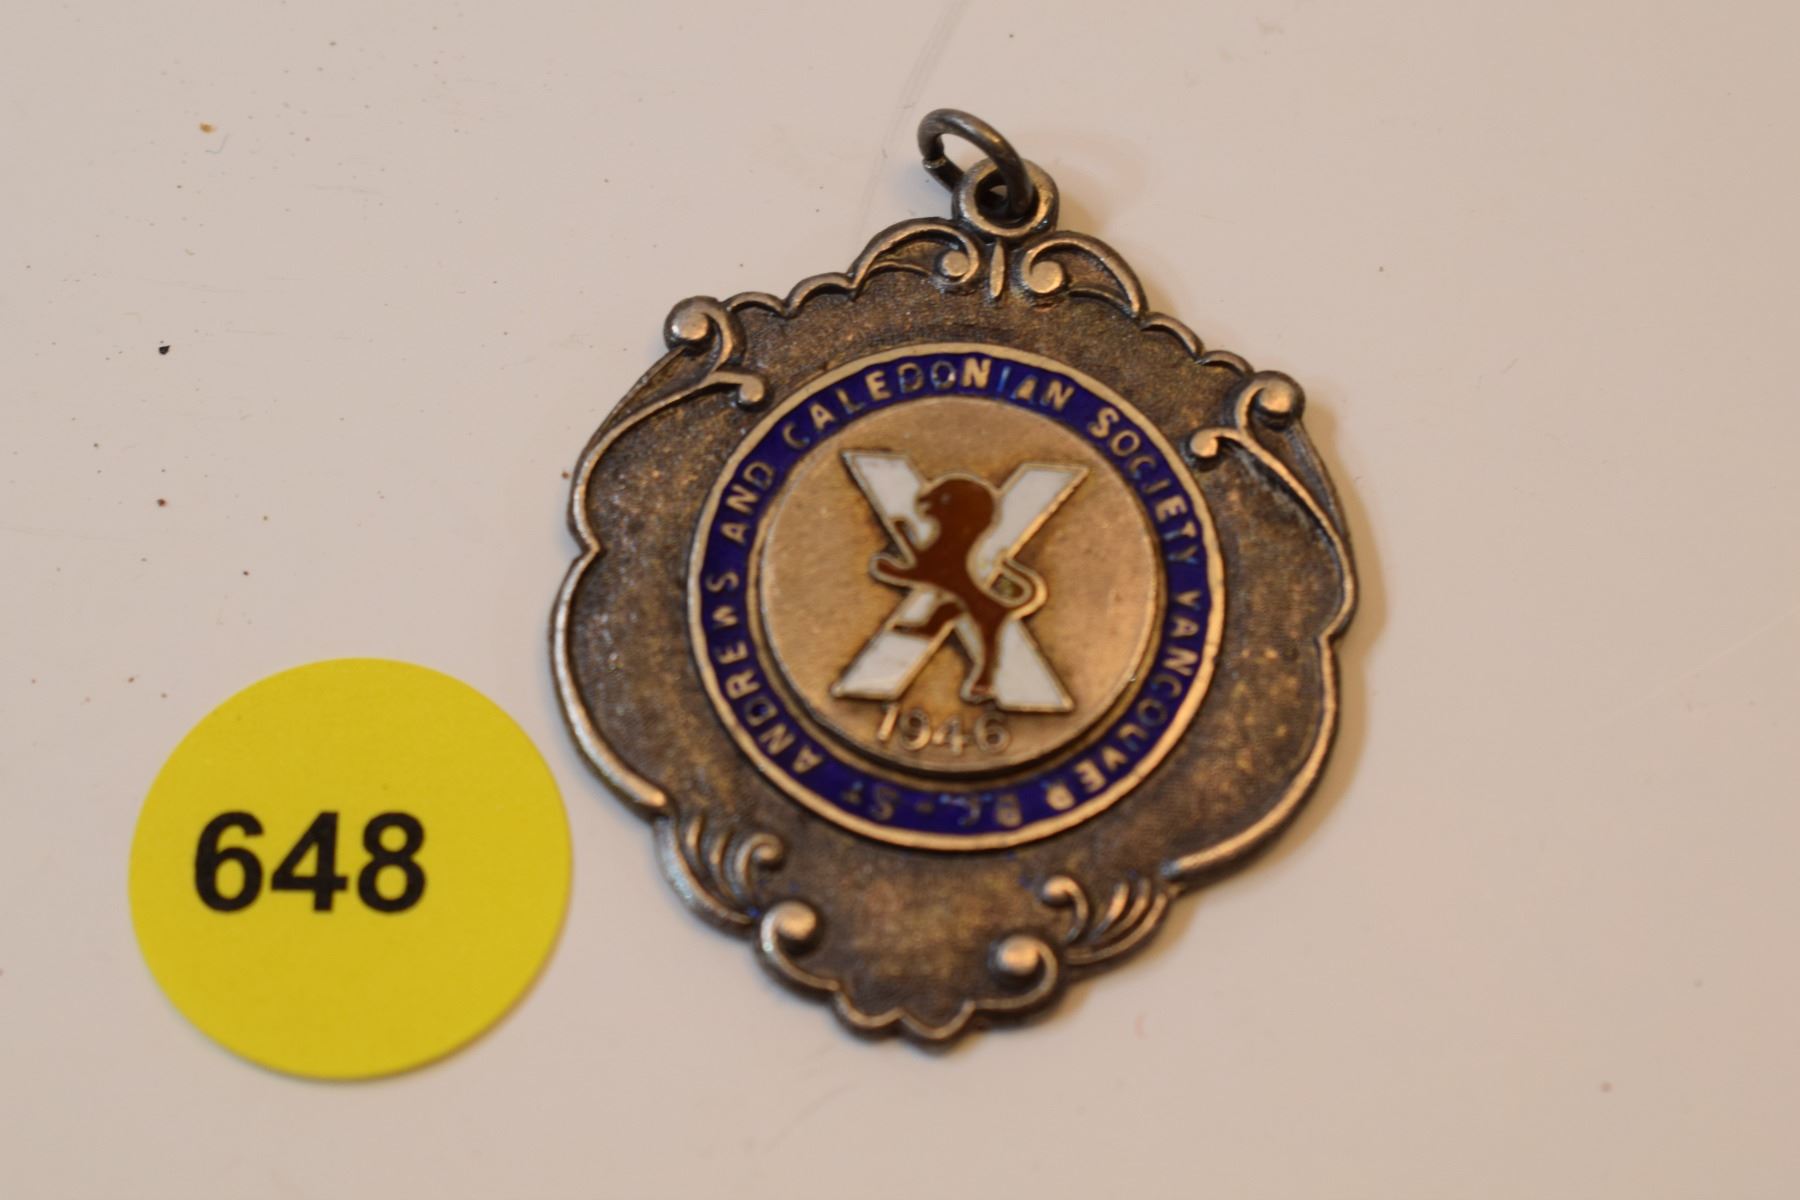 ST ANDREWS AND CALEDONIAN SOCIETY VANCOUVER B.C. -
1946
648